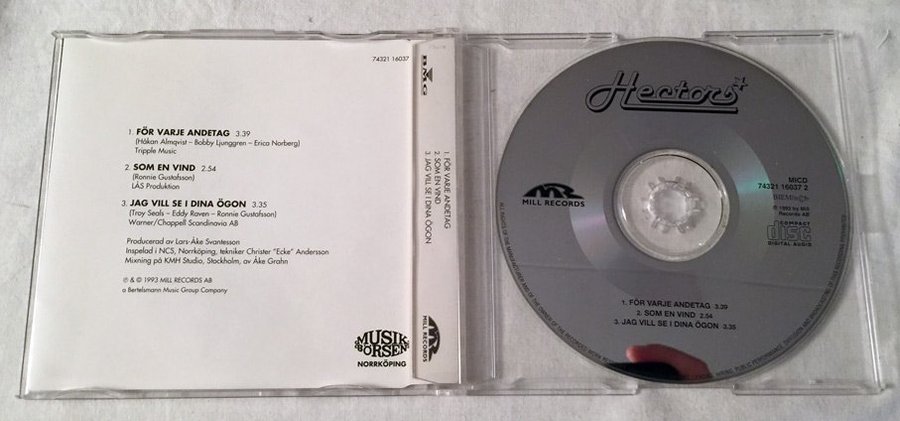 74321 16037
1. FÖR VARJE ANDETAG 3.39
(Håkan Almqvist – Bobby Ljunggren – Erica Norberg)
Tripple Music
2. SOM EN VIND 2.54
(Ronnie Gustafsson)
LÅS Produktion
3. JAG VILL SE I DINA ÖGON 3.35
(Troy Seals – Eddy Raven – Ronnie Gustafsson)
Warner/Chappell Scandinavia AB
Producerad av Lars-Åke Svantesson
Inspelad i NCS, Norrköping, tekniker Christer "Ecke" Andersson
Mixning på KMH Studio, Stockholm, av Åke Grahn
℗ & © 1993 MILL RECORDS AB
a Bertelsmann Music Group Company
MUSIK
BÖRSEN
NORRKÖPING
BMG
1. FÖR VARJE ANDETAG
2. SOM EN VIND
3. JAG VILL SE I DINA ÖGON
MR
MILL RECORDS
Hectors
MR
MILL RECORDS
MICD
74321 16037 2
BIEM/n©b
℗ 1993 by Mill
Records AB
COMPACT
disc
DIGITAL AUDIO
1. FÖR VARJE ANDETAG 3.39
2. SOM EN VIND 2.54
3. JAG VILL SE I DINA ÖGON 3.35